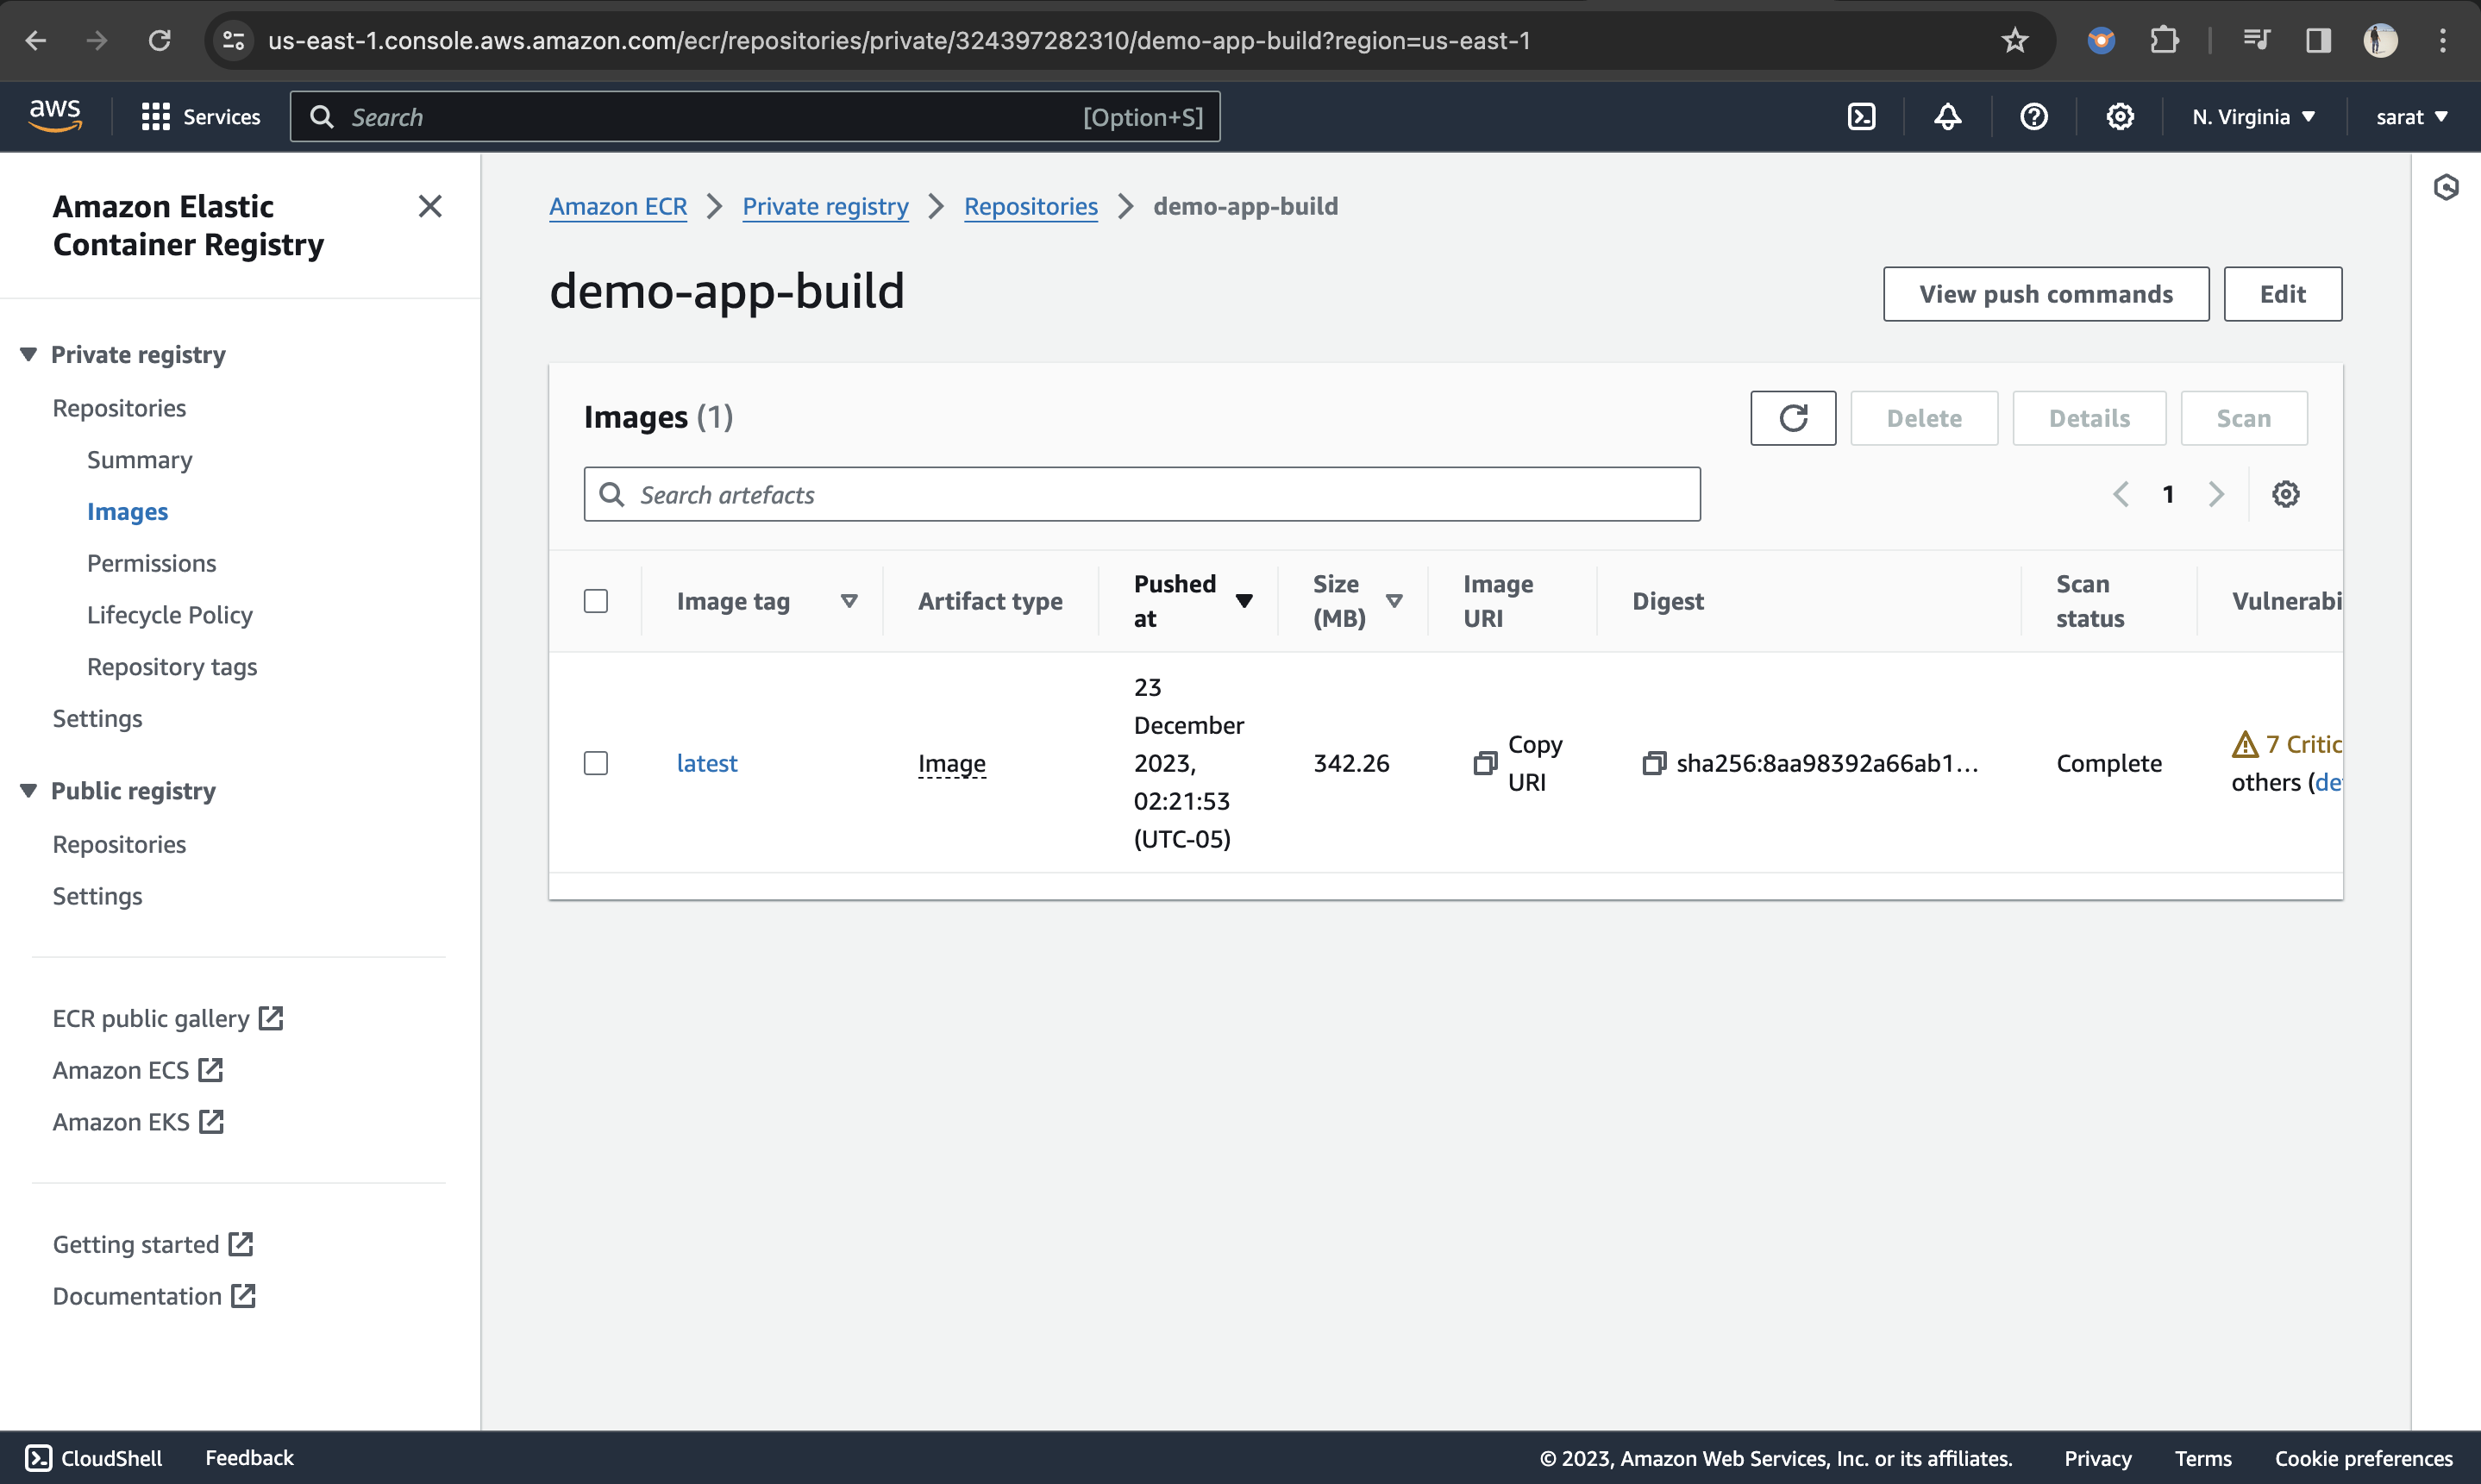 us-east-1.console.aws.amazon.com/ecr/repositories/private/324397282310/demo-app-build?region=us-east-1
aws
Services
Search
[Option+S]
N. Virginia
sarat
Amazon Elastic
Container Registry
Private registry
Repositories
Summary
Images
Permissions
Lifecycle Policy
Repository tags
Settings
Public registry
Repositories
Settings
ECR public gallery
Amazon ECS
Amazon EKS
Getting started
Documentation
Amazon ECR
Private registry
Repositories
demo-app-build
demo-app-build
View push commands
Edit
Images (1)
Delete
Details
Scan
Search artefacts
1
Image tag
Artifact type
Pushed
at
Size
(MB)
Image
URI
Digest
Scan
status
Vulnerabi
latest
Image
23
December
2023,
02:21:53
(UTC-05)
342.26
Copy
URI
sha256:8aa98392a66ab1...
Complete
7 Critic
others (de
CloudShell
Feedback
© 2023, Amazon Web Services, Inc. or its affiliates.
Privacy
Terms
Cookie preferences